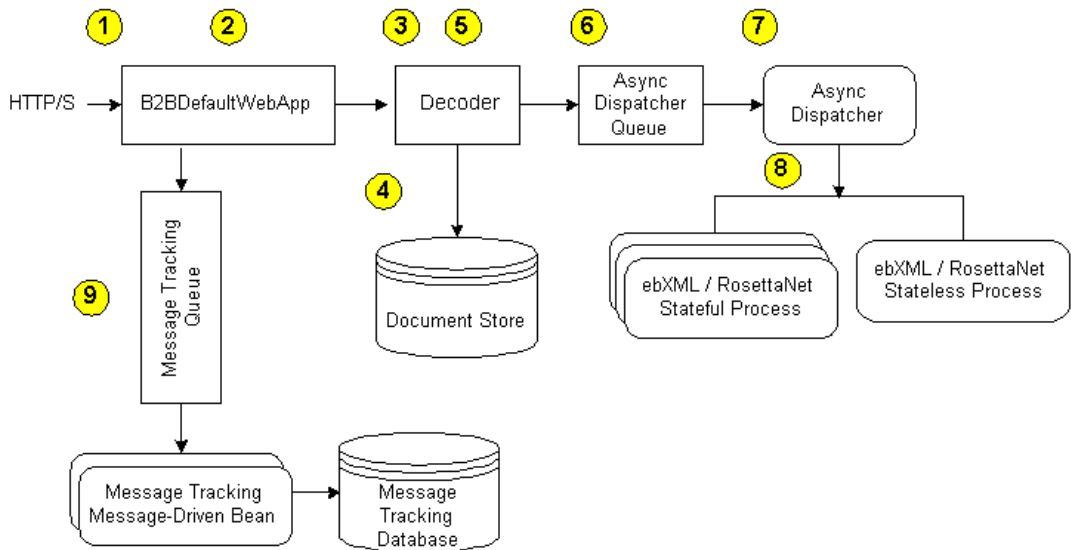 1
2
3
5
6
7
HTTP/S
B2BDefaultWebApp
Decoder
Async
Dispatcher
Queue
Async
Dispatcher
4
8
Message Tracking
Queue
9
Document Store
ebXML / RosettaNet
Stateful Process
ebXML / RosettaNet
Stateless Process
Message Tracking
Message-Driven Bean
Message
Tracking
Database